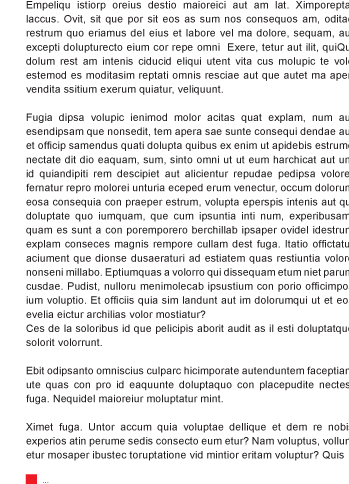 Empeliqu istiorp oreius destio maioreici aut am lat. Ximporepta
laccus. Ovit, sit que por sit eos as sum nos consequos am, oditae
restrum quo eriamus del eius et labore vel ma dolore, sequam, au
excepti dolupturecto eium cor repe omni Exere, tetur aut ilit, quiQu
dolum rest am intenis ciducid eliqui utent vita cus molupic te volo
estemod es moditasim reptati omnis resciae aut que autet ma aper
vendita ssitium exerum quiatur, veliquunt.
Fugia dipsa volupic ienimod molor acitas quat explam, num au
esendipsam que nonsedit, tem apera sae sunte consequi dendae au
et officip samendus quati dolupta quibus ex enim ut apidebis estrume
nectate dit dio eaquam, sum, sinto omni ut ut eum harchicat aut un
id quiandipiti rem descipiet aut alicientur repudae pedipsa volore
fernatur repro molorei unturia eceped erum venectur, occum dolorun
eosa consequia con praeper estrum, volupta eperspis intenis aut qu
doluptate quo iumquam, que cum ipsuntia inti num, experibusam
quam es sunt a con poremporero berchillab ipsaper ovidel idestrun
explam conseces magnis rempore cullam dest fuga. Itatio officiatu
aciument que dionse dusaeraturi ad estiatem quas restiuntia volore
nonseni millabo. Eptiumquas a volorro qui dissequam etum niet parun
cusdae. Pudist, nulloru menimolecab ipsustium con porio officimpo
ium voluptio. Et officiis quia sim landunt aut im dolorumqui ut et eo
evelia eictur archilias volor mostiatur?
Ces de la soloribus id que pelicipis aborit audit as il esti doluptatqu
solorit volorrunt.
Ebit odipsanto omniscius culparc hicimporate autenduntem faceptian
ute quas con pro id eaquunte doluptaquo con placepudite nectes
fuga. Nequidel maioreiur moluptatur mint.
Ximet fuga. Untor accum quia voluptae dellique et dem re nobi
experios atin perume sedis consecto eum etur? Nam voluptus, vollur
etur mosaper ibustec toruptatione vid mintior eritam voluptur? Quis
...